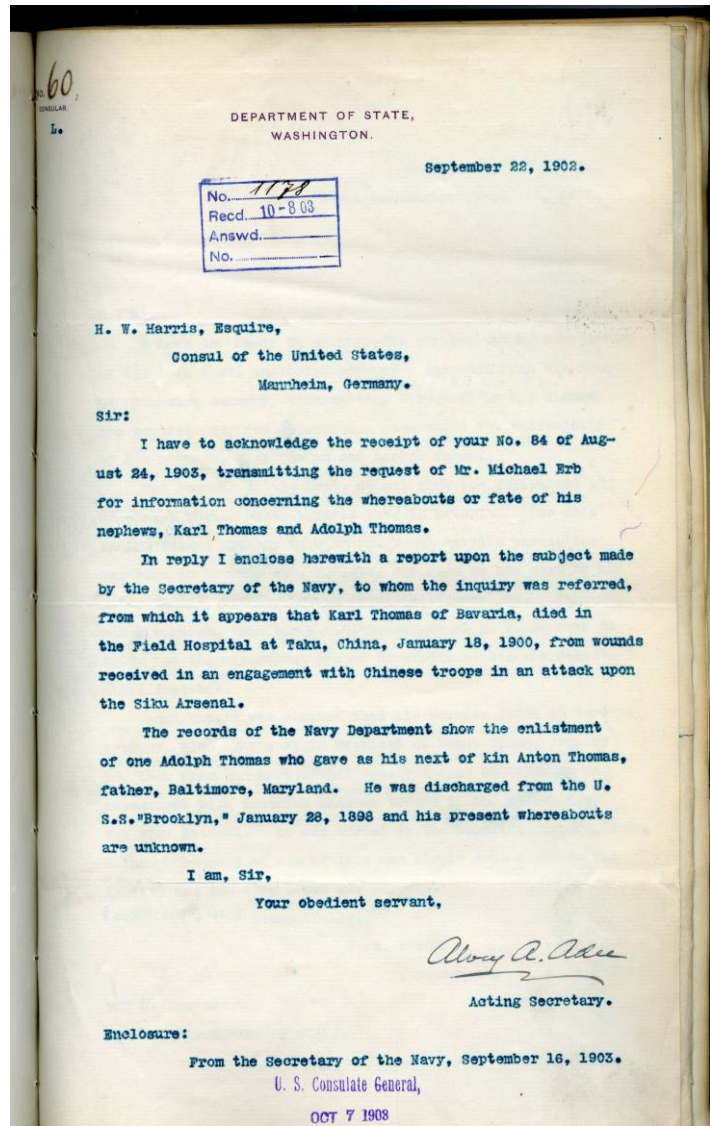 No. 60.
CONSULAR.
L.
DEPARTMENT OF STATE,
WASHINGTON.
September 22, 1902.
No. 1178
Recd. 10-8 03
Answd.
No.
H. W. Harris, Esquire,
Consul of the United States,
Mannheim, Germany.
Sir:
I have to acknowledge the receipt of your No. 84 of Aug-
ust 24, 1903, transmitting the request of Mr. Michael Erb
for information concerning the whereabouts or fate of his
nephews, Karl Thomas and Adolph Thomas.
In reply I enclose herewith a report upon the subject made
by the Secretary of the Navy, to whom the inquiry was referred,
from which it appears that Karl Thomas of Bavaria, died in
the Field Hospital at Taku, China, January 18, 1900, from wounds
received in an engagement with Chinese troops in an attack upon
the Siku Arsenal.
The records of the Navy Department show the enlistment
of one Adolph Thomas who gave as his next of kin Anton Thomas,
father, Baltimore, Maryland. He was discharged from the U.
S.S."Brooklyn," January 28, 1898 and his present whereabouts
are unknown.
I am, Sir,
Your obedient servant,
Alvey A. Adee
Acting Secretary.
Enclosure:
From the Secretary of the Navy, September 16, 1903.
U. S. Consulate General,
OCT 7 1903